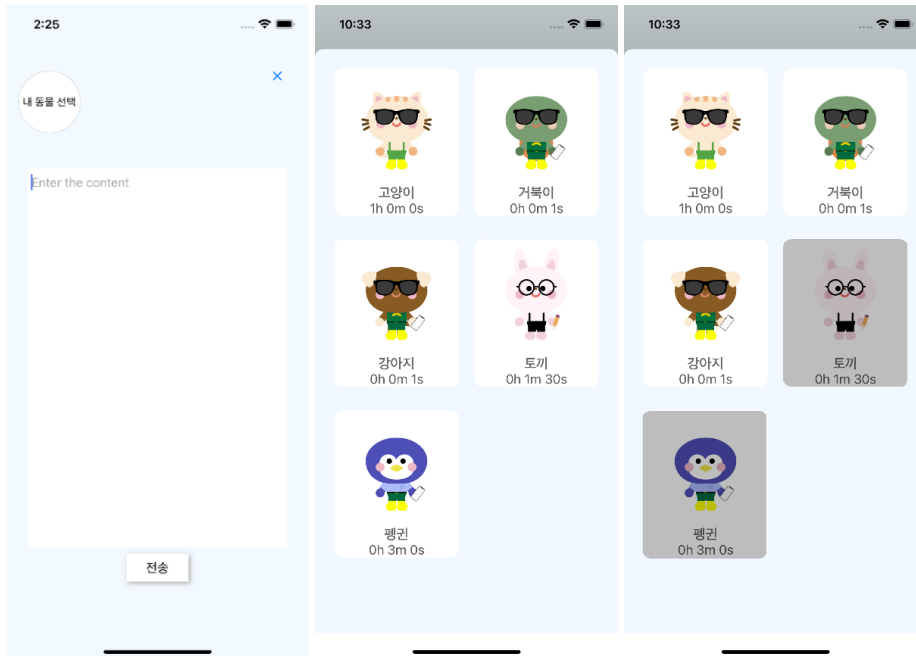 2:25
내 동물 선택
Enter the content
전송
10:33
고양이
1h 0m 0s
거북이
0h 0m 1s
강아지
0h 0m 1s
토끼
0h 1m 30s
펭귄
0h 3m 0s
10:33
고양이
1h 0m 0s
거북이
0h 0m 1s
강아지
0h 0m 1s
토끼
0h 1m 30s
펭귄
0h 3m 0s